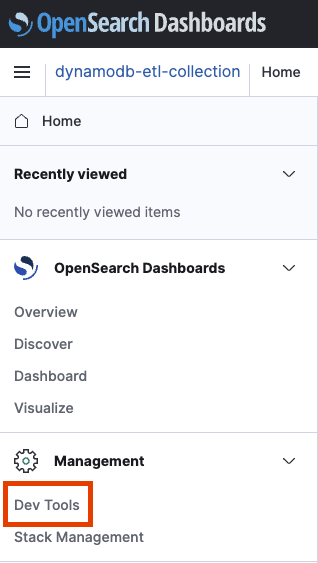 OpenSearch Dashboards
dynamodb-etl-collection Home
Home
Recently viewed
No recently viewed items
OpenSearch Dashboards
Overview
Discover
Dashboard
Visualize
Management
Dev Tools
Stack Management